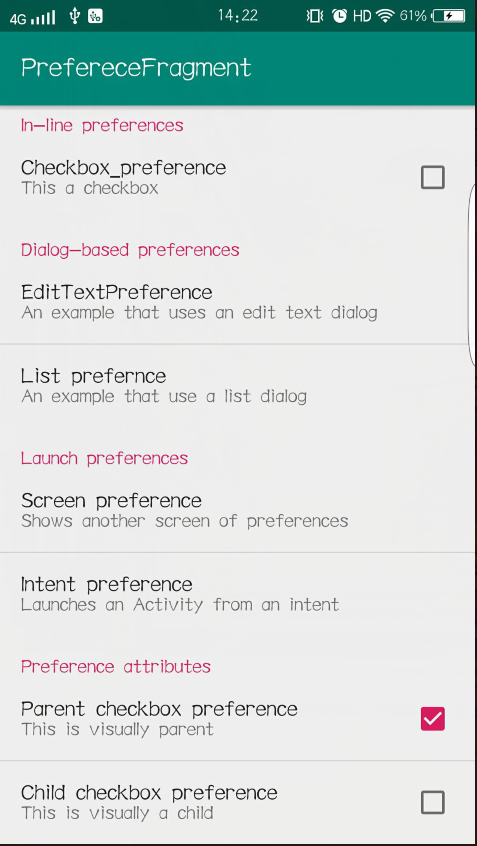 4G 14:22 HD 61%
PrefereceFragment
In-line preferences
Checkbox_preference
This a checkbox
Dialog-based preferences
EditTextPreference
An example that uses an edit text dialog
List prefernce
An example that use a list dialog
Launch preferences
Screen preference
Shows another screen of preferences
Intent preference
Launches an Activity from an intent
Preference attributes
Parent checkbox preference
This is visually parent
Child checkbox preference
This is visually a child